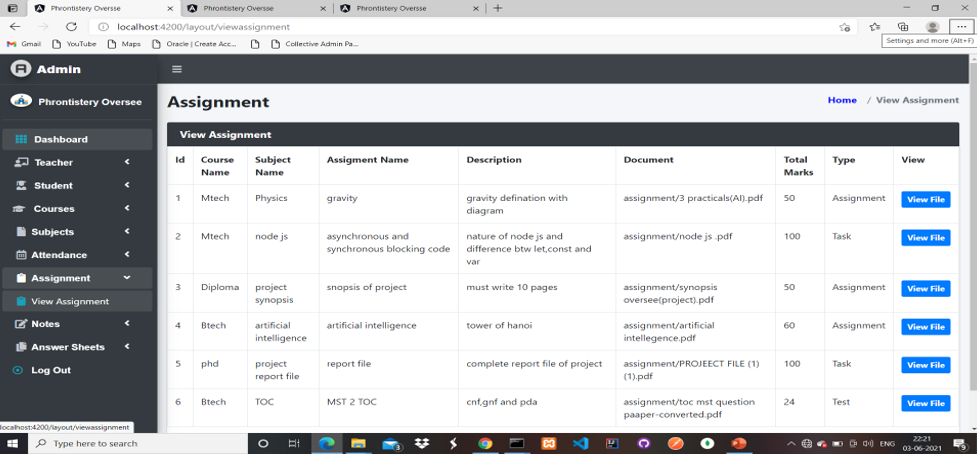 Phrontistery Oversee
Phrontistery Oversee
Phrontistery Oversee
localhost:4200/layout/viewassignment
Settings and more (Alt+F)
Gmail
YouTube
Maps
Oracle | Create Acc...
Collective Admin Pa...
Admin
Phrontistery Oversee
Dashboard
Teacher
Student
Courses
Subjects
Attendance
Assignment
View Assignment
Notes
Answer Sheets
Log Out
Assignment
Home / View Assignment
View Assignment
Id Course Name Subject Name Assigment Name Description Document Total Marks Type View
1 Mtech Physics gravity gravity defination with diagram assignment/3 practicals(AI).pdf 50 Assignment View File
2 Mtech node js asynchronous and synchronous blocking code nature of node js and difference btw let,const and var assignment/node js .pdf 100 Task View File
3 Diploma project synopsis snopsis of project must write 10 pages assignment/synopsis oversee(project).pdf 50 Assignment View File
4 Btech artificial intelligence artificial intelligence tower of hanoi assignment/artificial intellegence.pdf 60 Assignment View File
5 phd project report file report file complete report file of project assignment/PROJEECT FILE (1) (1).pdf 100 Task View File
6 Btech TOC MST 2 TOC cnf,gnf and pda assignment/toc mst question paaper-converted.pdf 24 Test View File
localhost:4200/layout/viewassignment
Type here to search
3
ENG
22:21
03-06-2021
9